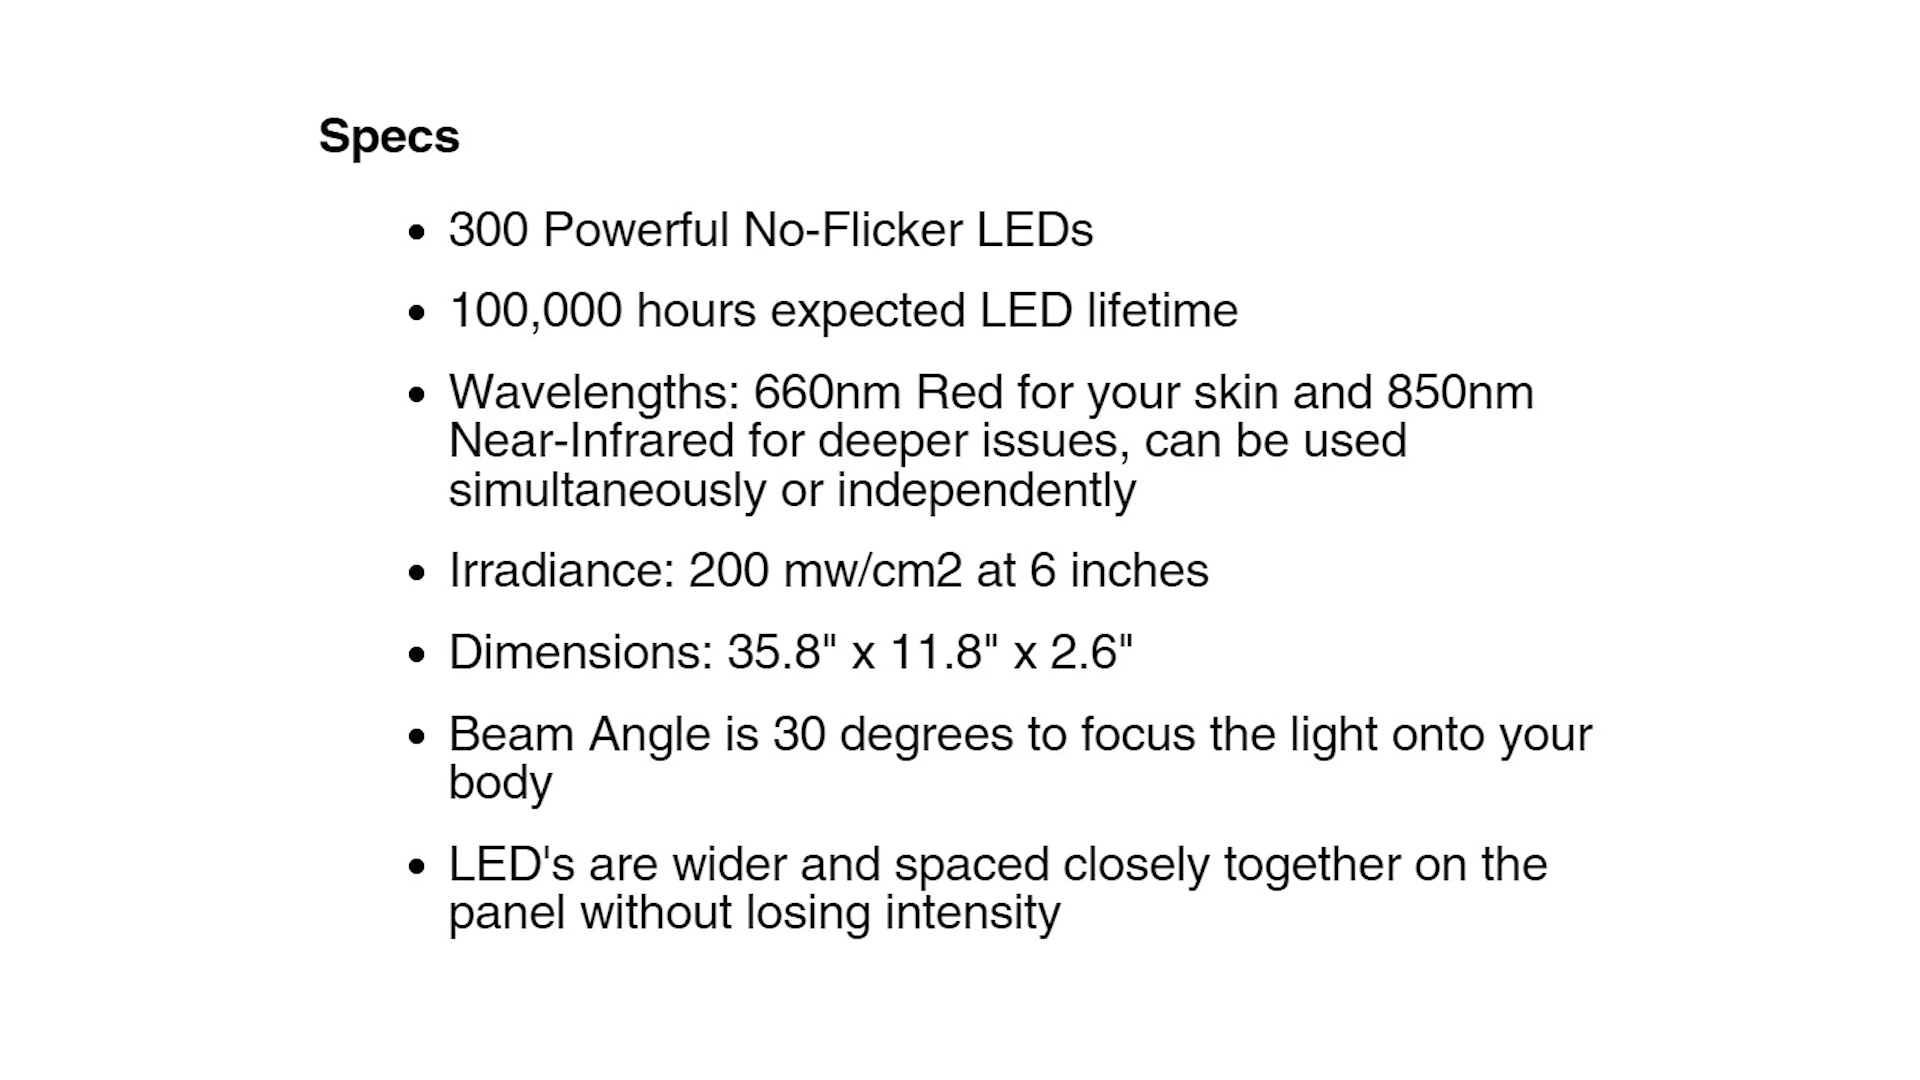 Specs
• 300 Powerful No-Flicker LEDs
• 100,000 hours expected LED lifetime
• Wavelengths: 660nm Red for your skin and 850nm
Near-Infrared for deeper issues, can be used
simultaneously or independently
• Irradiance: 200 mw/cm2 at 6 inches
• Dimensions: 35.8" x 11.8" x 2.6"
• Beam Angle is 30 degrees to focus the light onto your
body
• LED's are wider and spaced closely together on the
panel without losing intensity